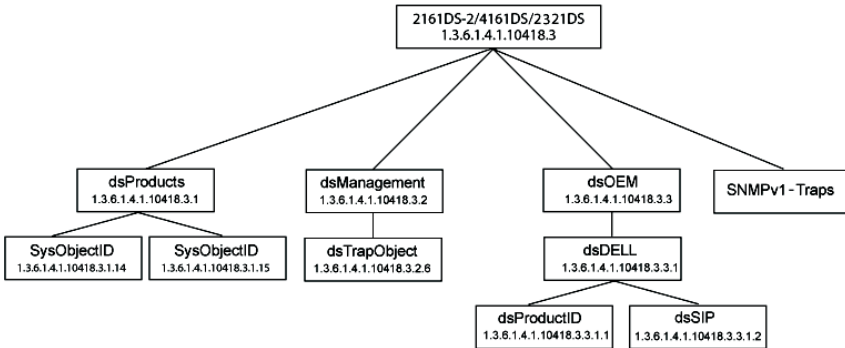 2161DS-2/4161DS/2321DS
1.3.6.1.4.1.10418.3
dsProducts
1.3.6.1.4.1.10418.3.1
dsManagement
1.3.6.1.4.1.10418.3.2
dsOEM
1.3.6.1.4.1.10418.3.3
SNMPv1-Traps
SysObjectID
1.3.6.1.4.1.10418.3.1.14
SysObjectID
1.3.6.1.4.1.10418.3.1.15
dsTrapObject
1.3.6.1.4.1.10418.3.2.6
dsDELL
1.3.6.1.4.1.10418.3.3.1
dsProductID
1.3.6.1.4.1.10418.3.3.1.1
dsSIP
1.3.6.1.4.1.10418.3.3.1.2